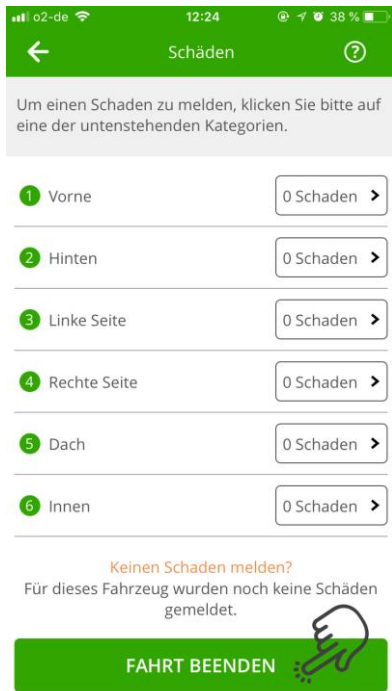 o2-de 12:24 38 %
Schäden ?
Um einen Schaden zu melden, klicken Sie bitte auf
eine der untenstehenden Kategorien.
1 Vorne 0 Schaden >
2 Hinten 0 Schaden >
3 Linke Seite 0 Schaden >
4 Rechte Seite 0 Schaden >
5 Dach 0 Schaden >
6 Innen 0 Schaden >
Keinen Schaden melden?
Für dieses Fahrzeug wurden noch keine Schäden
gemeldet.
FAHRT BEENDEN